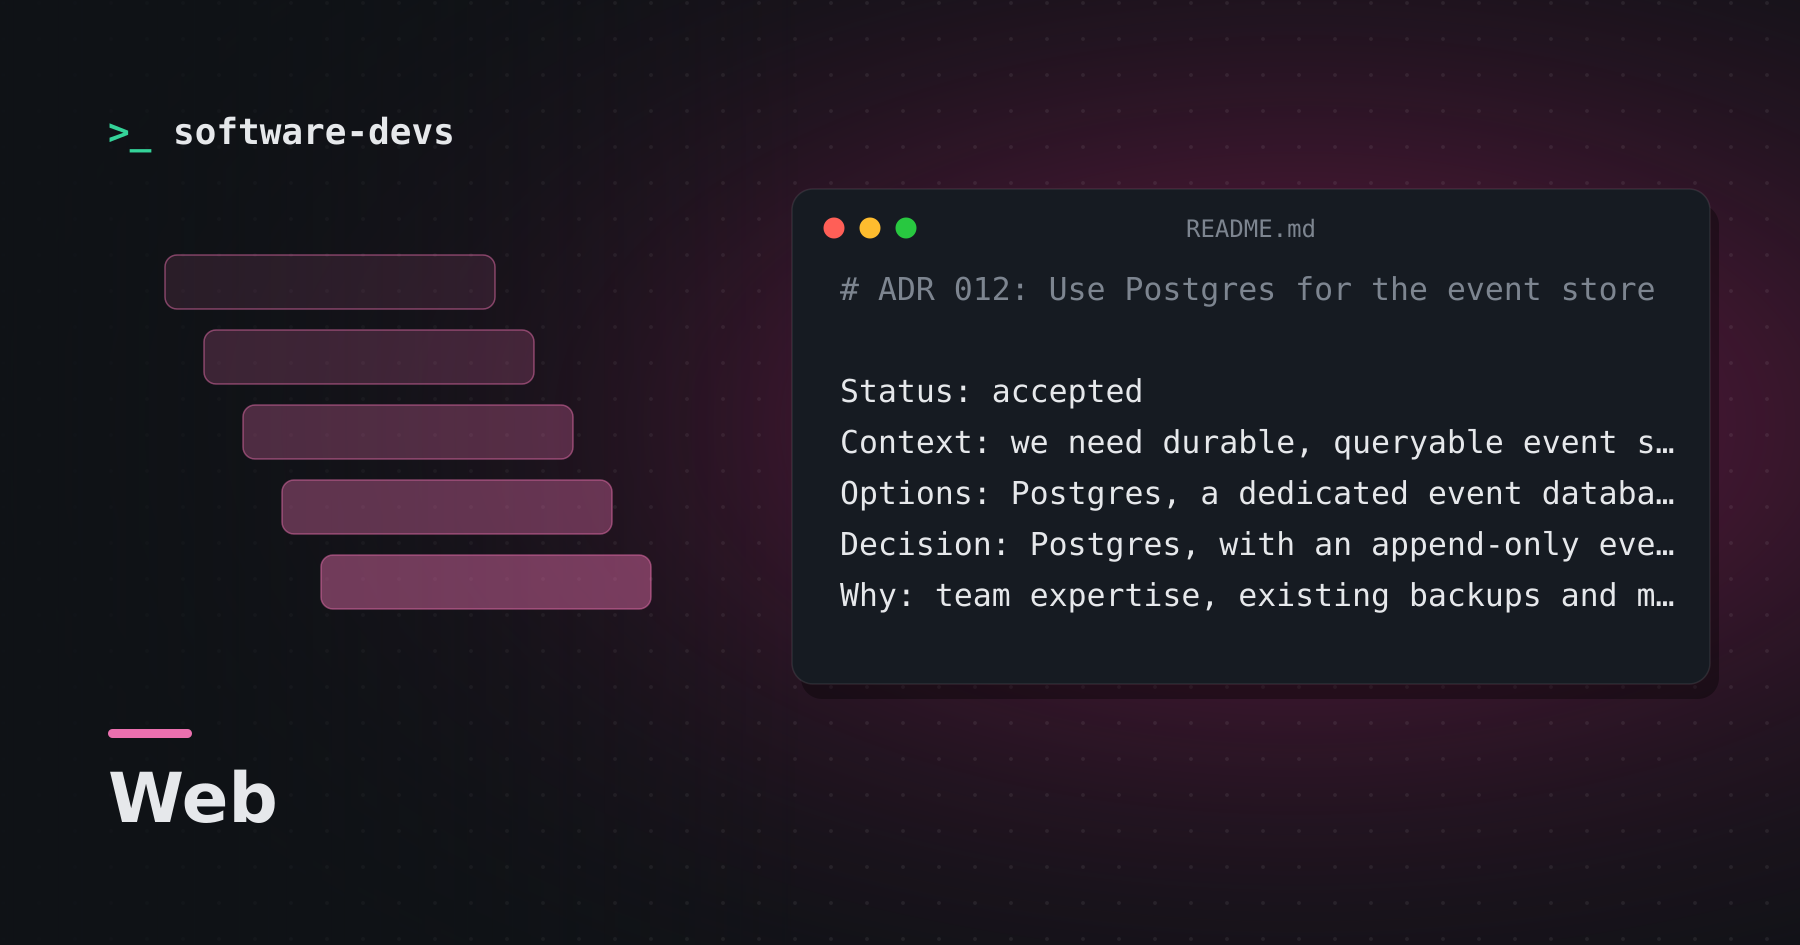 >_ software-devs
README.md
# ADR 012: Use Postgres for the event store
Status: accepted
Context: we need durable, queryable event s…
Options: Postgres, a dedicated event databa…
Decision: Postgres, with an append-only eve…
Why: team expertise, existing backups and m…
Web